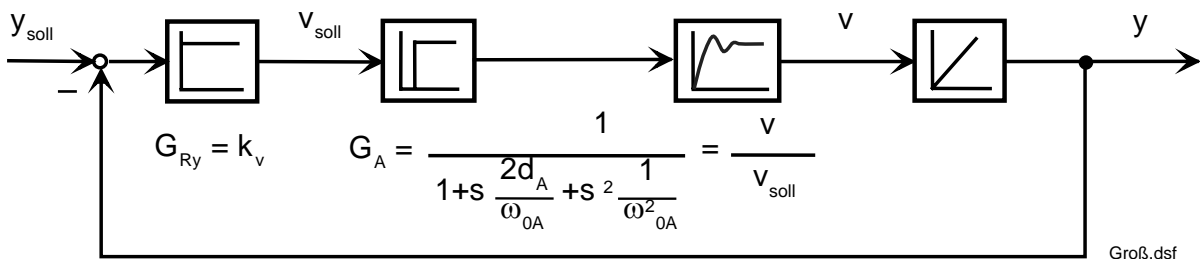 y_soll v_soll v y
−
G_Ry = k_v G_A = 1 / (1+s 2d_A/ω_0A +s² 1/ω²_0A) = v / v_soll
Groß.dsf